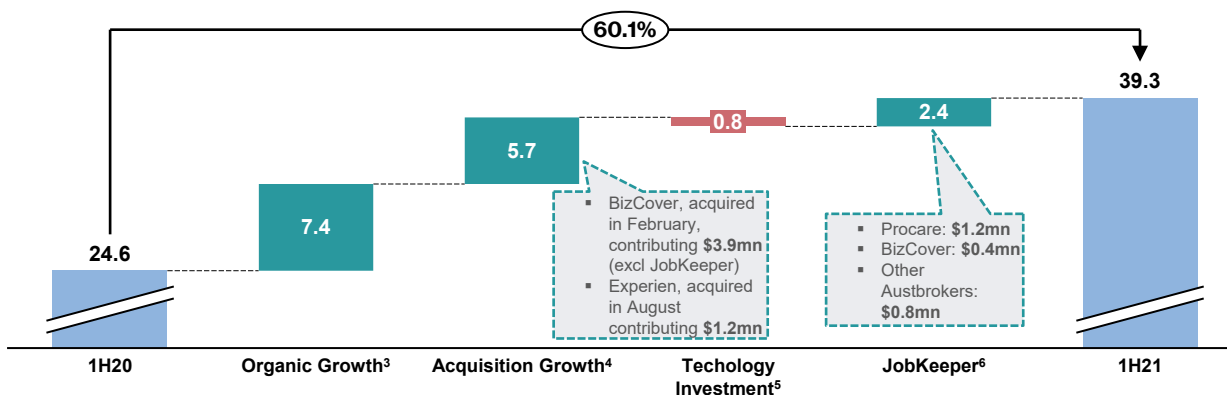 60.1%
39.3
2.4
0.8
5.7
7.4
24.6
▪ BizCover, acquired
in February,
contributing $3.9mn
(excl JobKeeper)
▪ Experien, acquired
in August
contributing $1.2mn
▪ Procare: $1.2mn
▪ BizCover: $0.4mn
▪ Other
Austbrokers:
$0.8mn
1H20
Organic Growth³
Acquisition Growth⁴
Techology
Investment⁵
JobKeeper⁶
1H21